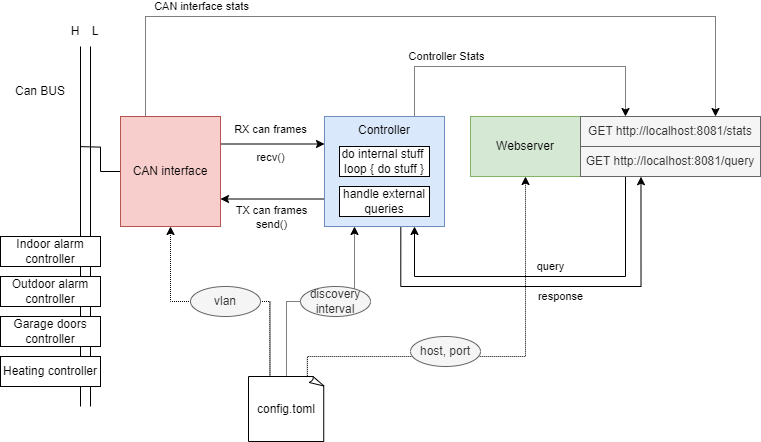 CAN interface stats
H L
Controller Stats
Can BUS
CAN interface
RX can frames
recv()
TX can frames
send()
Controller
do internal stuff
loop { do stuff }
handle external
queries
Webserver
GET http://localhost:8081/stats
GET http://localhost:8081/query
Indoor alarm
controller
Outdoor alarm
controller
Garage doors
controller
Heating controller
vlan
discovery
interval
query
response
host, port
config.toml